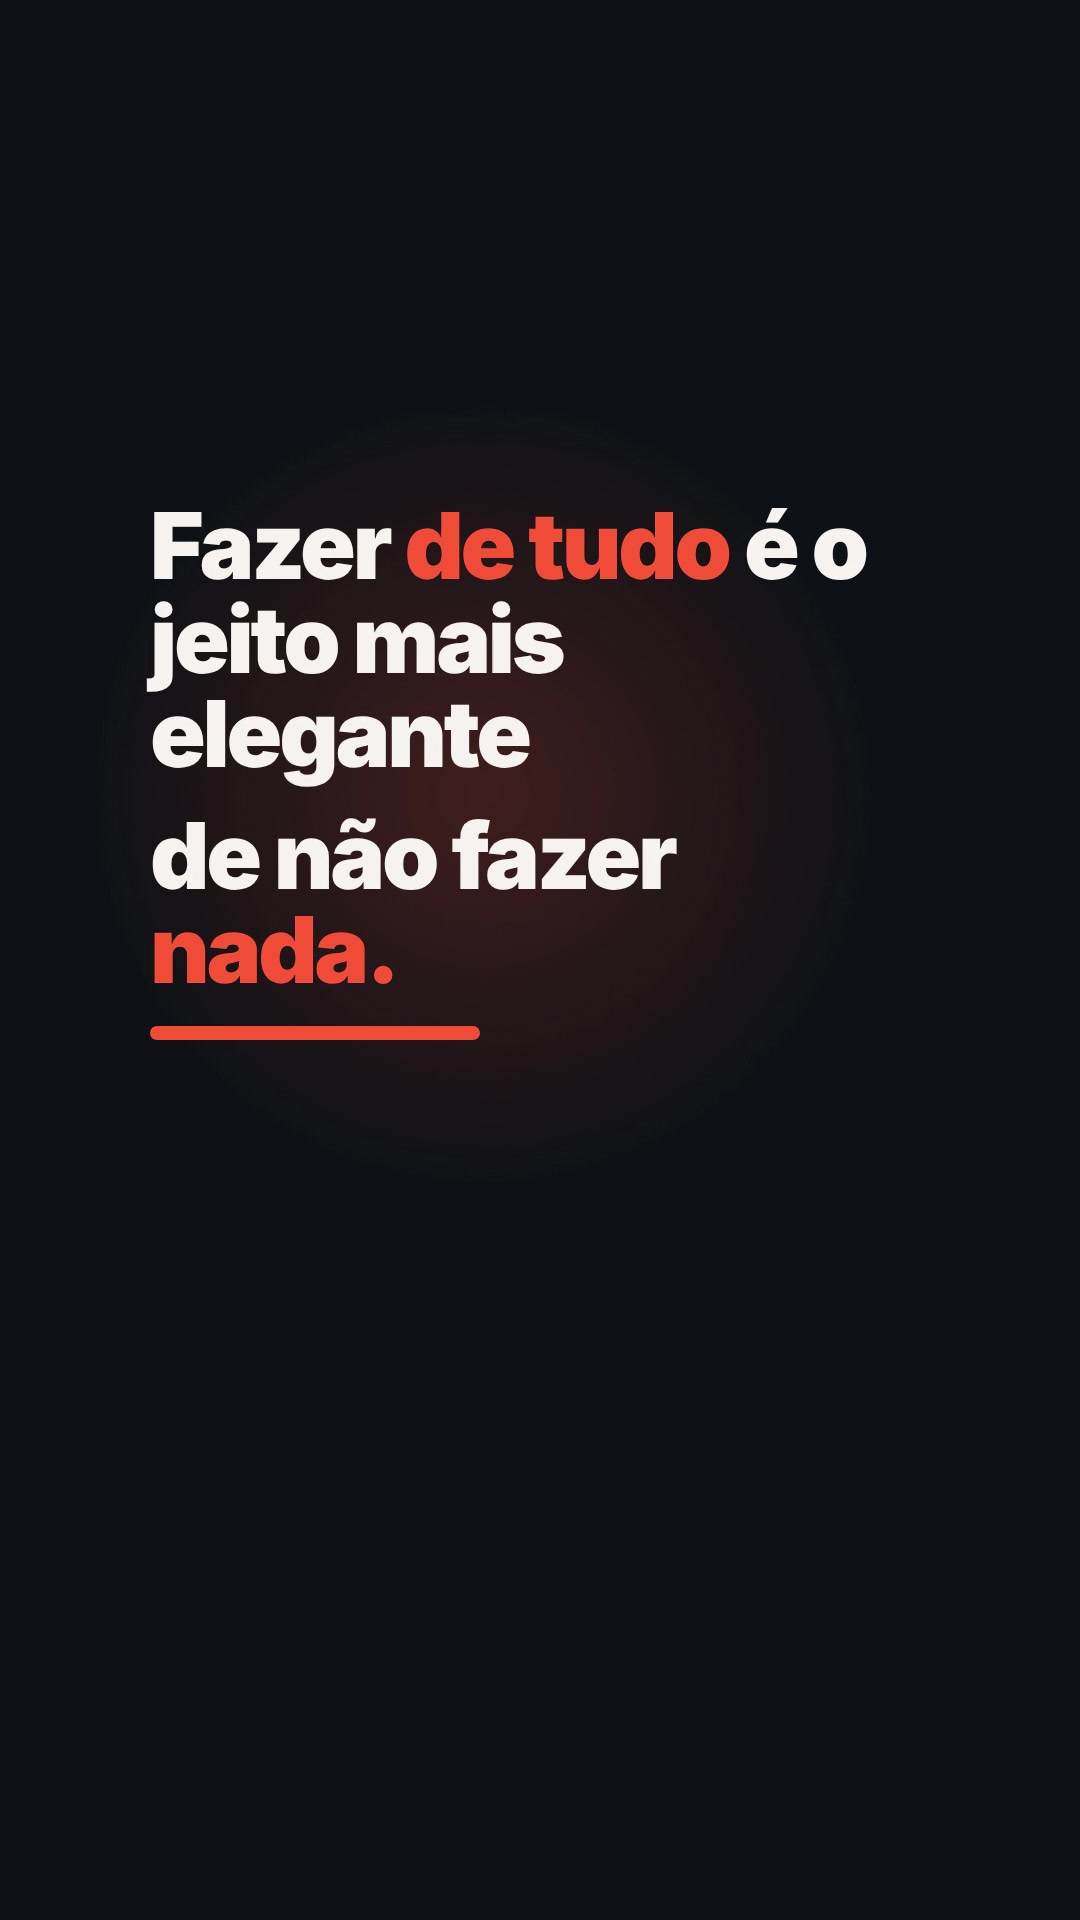 Fazer de tudo é o
jeito mais
elegante
de não fazer
nada.